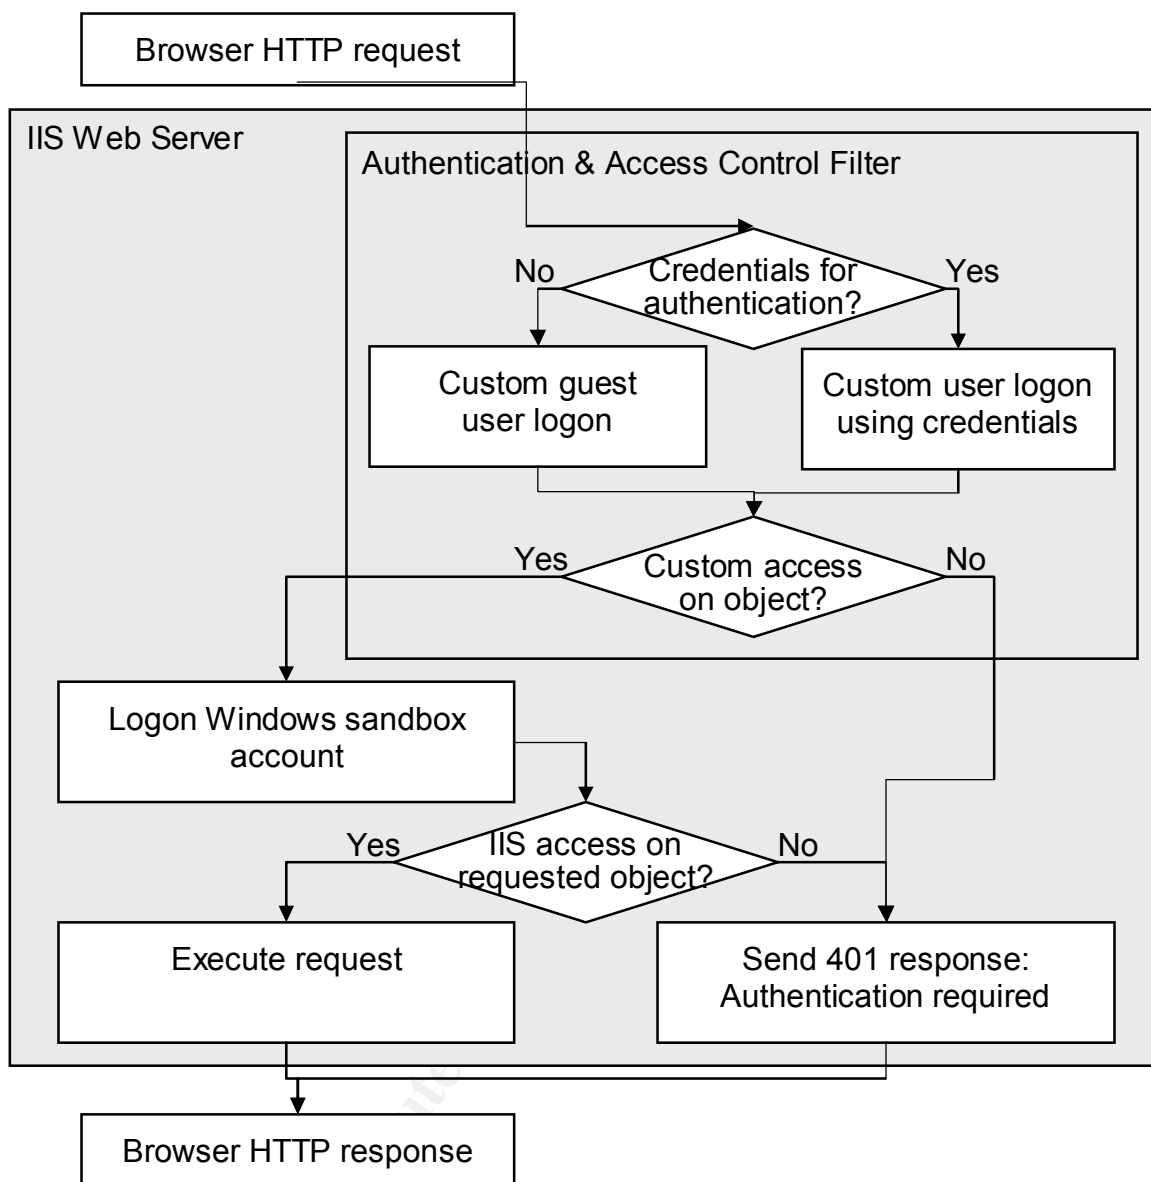 Browser HTTP request
IIS Web Server
Authentication & Access Control Filter
No
Credentials for
authentication?
Yes
Custom guest
user logon
Custom user logon
using credentials
Yes
Custom access
on object?
No
Logon Windows sandbox
account
Yes
IIS access on
requested object?
No
Execute request
Send 401 response:
Authentication required
Browser HTTP response